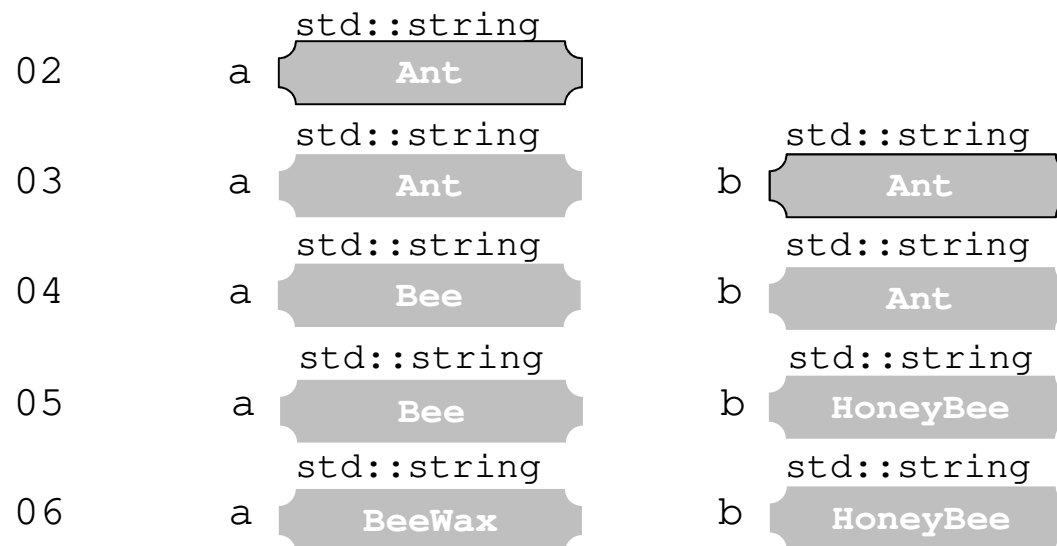 std::string
02 a Ant
std::string std::string
03 a Ant b Ant
std::string std::string
04 a Bee b Ant
std::string std::string
05 a Bee b HoneyBee
std::string std::string
06 a BeeWax b HoneyBee